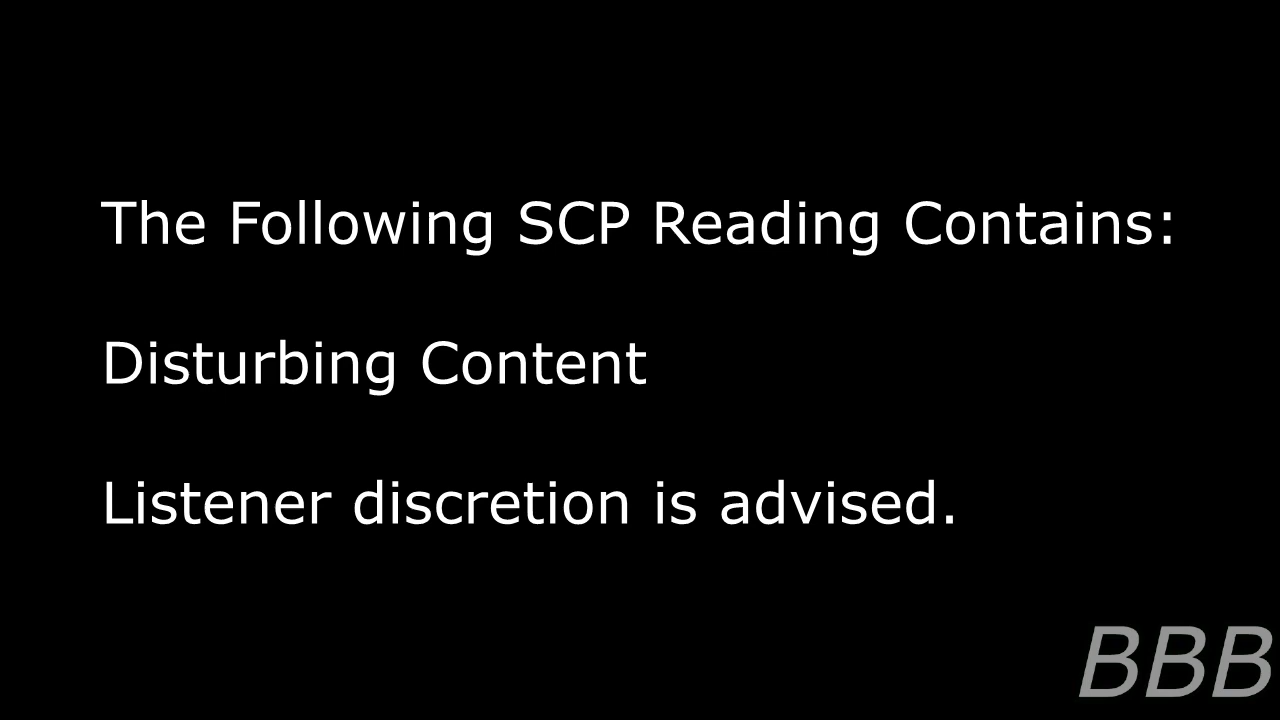 The Following SCP Reading Contains:
Disturbing Content
Listener discretion is advised.
BBB